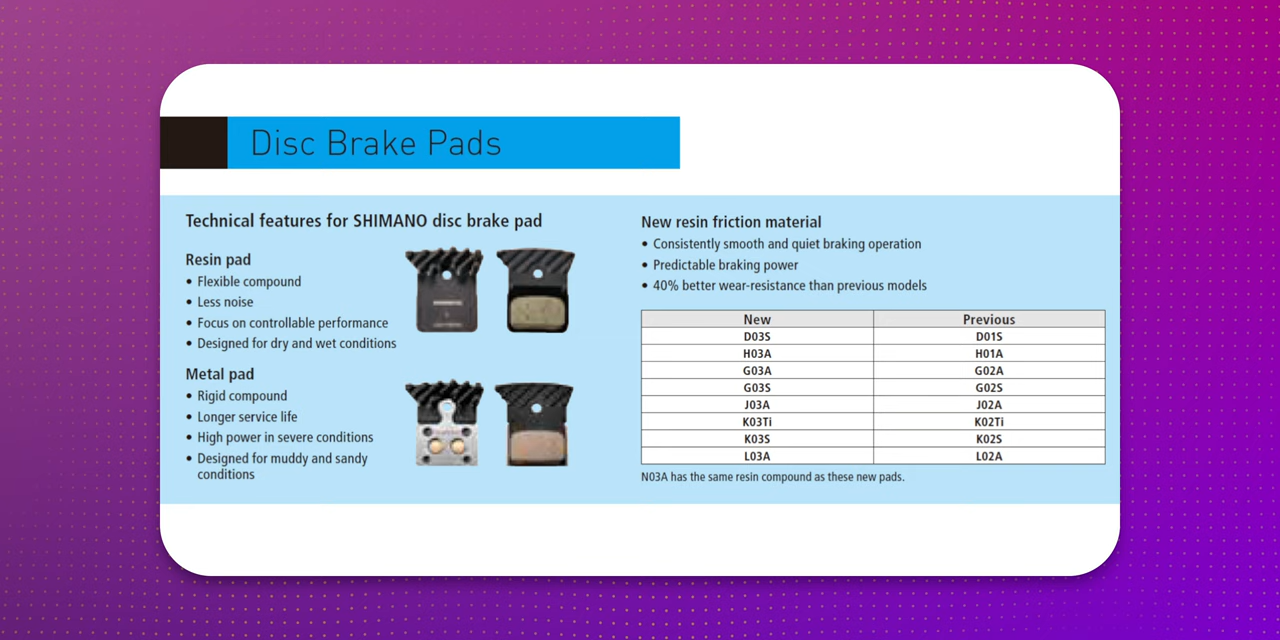 Disc Brake Pads
Technical features for SHIMANO disc brake pad
Resin pad
• Flexible compound
• Less noise
• Focus on controllable performance
• Designed for dry and wet conditions
Metal pad
• Rigid compound
• Longer service life
• High power in severe conditions
• Designed for muddy and sandy
conditions
New resin friction material
• Consistently smooth and quiet braking operation
• Predictable braking power
• 40% better wear-resistance than previous models
New Previous
D03S D01S
H03A H01A
G03A G02A
G03S G02S
J03A J02A
K03Ti K02Ti
K03S K02S
L03A L02A
N03A has the same resin compound as these new pads.